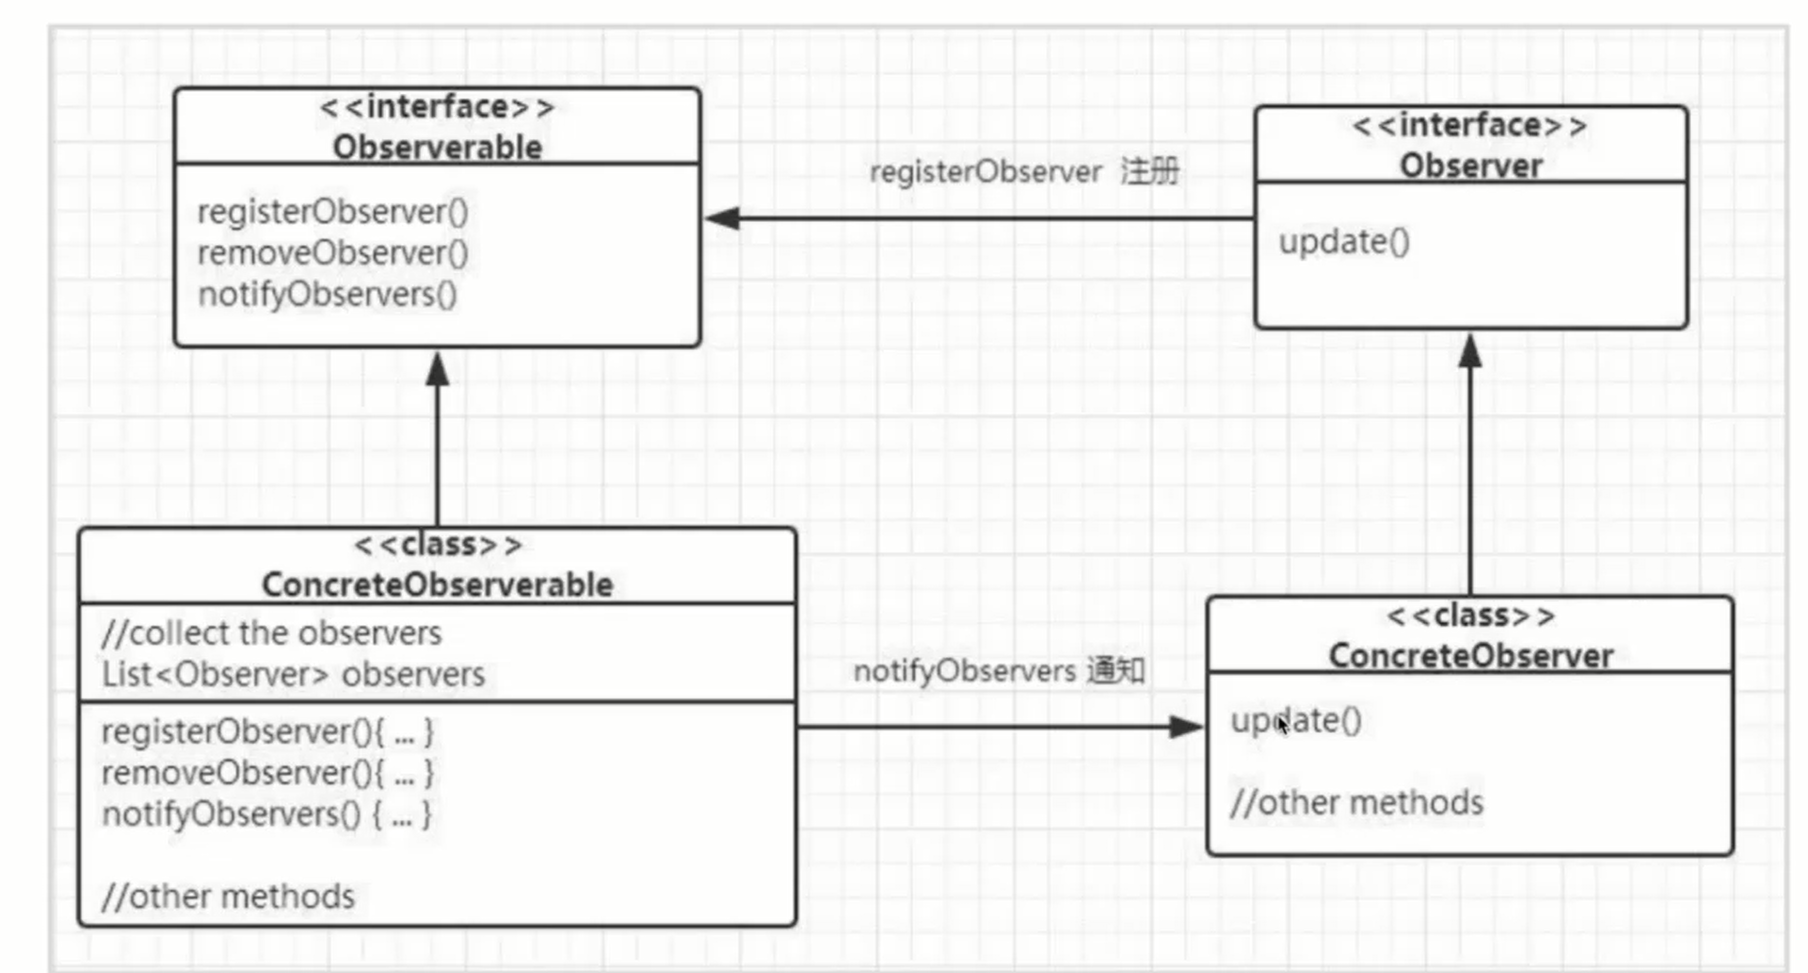 <<interface>>
Observerable
registerObserver()
removeObserver()
notifyObservers()
registerObserver 注册
<<interface>>
Observer
update()
<<class>>
ConcreteObserverable
//collect the observers
List<Observer> observers
registerObserver(){ ... }
removeObserver(){ ... }
notifyObservers() { ... }
//other methods
notifyObservers 通知
<<class>>
ConcreteObserver
update()
//other methods